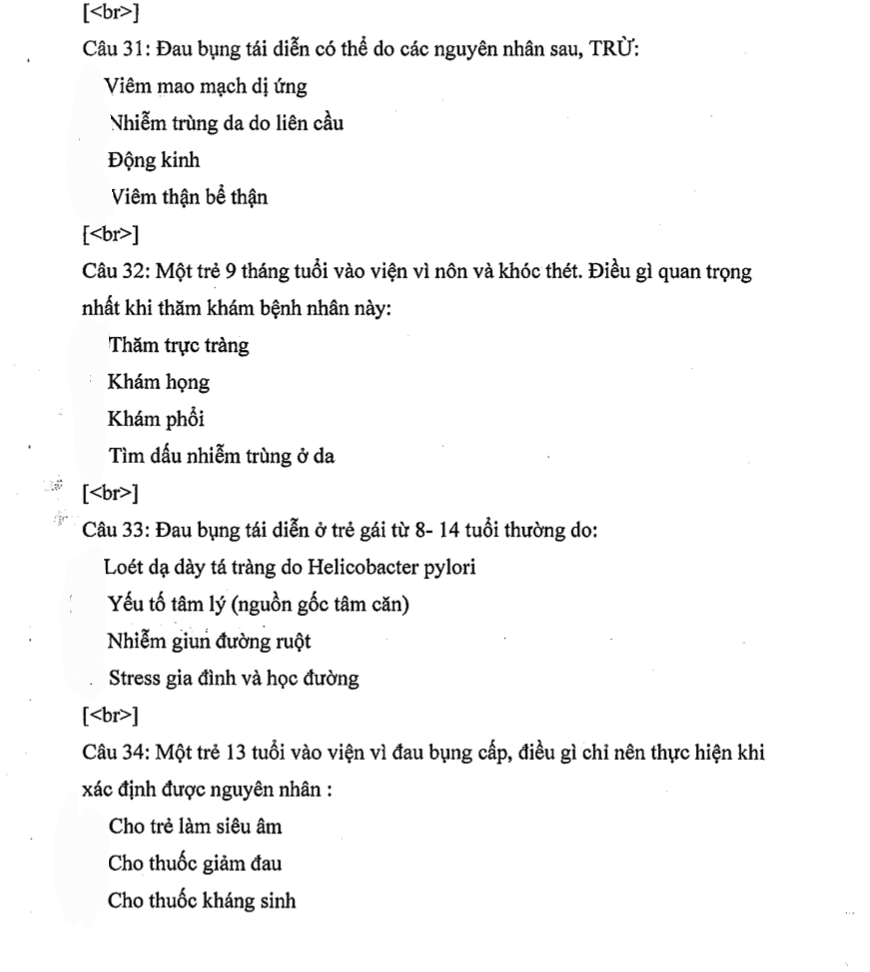 [<br>]
Câu 31: Đau bụng tái diễn có thể do các nguyên nhân sau, TRỪ:
Viêm mao mạch dị ứng
Nhiễm trùng da do liên cầu
Động kinh
Viêm thận bể thận
[<br>]
Câu 32: Một trẻ 9 tháng tuổi vào viện vì nôn và khóc thét. Điều gì quan trọng
nhất khi thăm khám bệnh nhân này:
Thăm trực tràng
Khám họng
Khám phổi
Tìm dấu nhiễm trùng ở da
[<br>]
Câu 33: Đau bụng tái diễn ở trẻ gái từ 8- 14 tuổi thường do:
Loét dạ dày tá tràng do Helicobacter pylori
Yếu tố tâm lý (nguồn gốc tâm căn)
Nhiễm giun đường ruột
Stress gia đình và học đường
[<br>]
Câu 34: Một trẻ 13 tuổi vào viện vì đau bụng cấp, điều gì chỉ nên thực hiện khi
xác định được nguyên nhân :
Cho trẻ làm siêu âm
Cho thuốc giảm đau
Cho thuốc kháng sinh